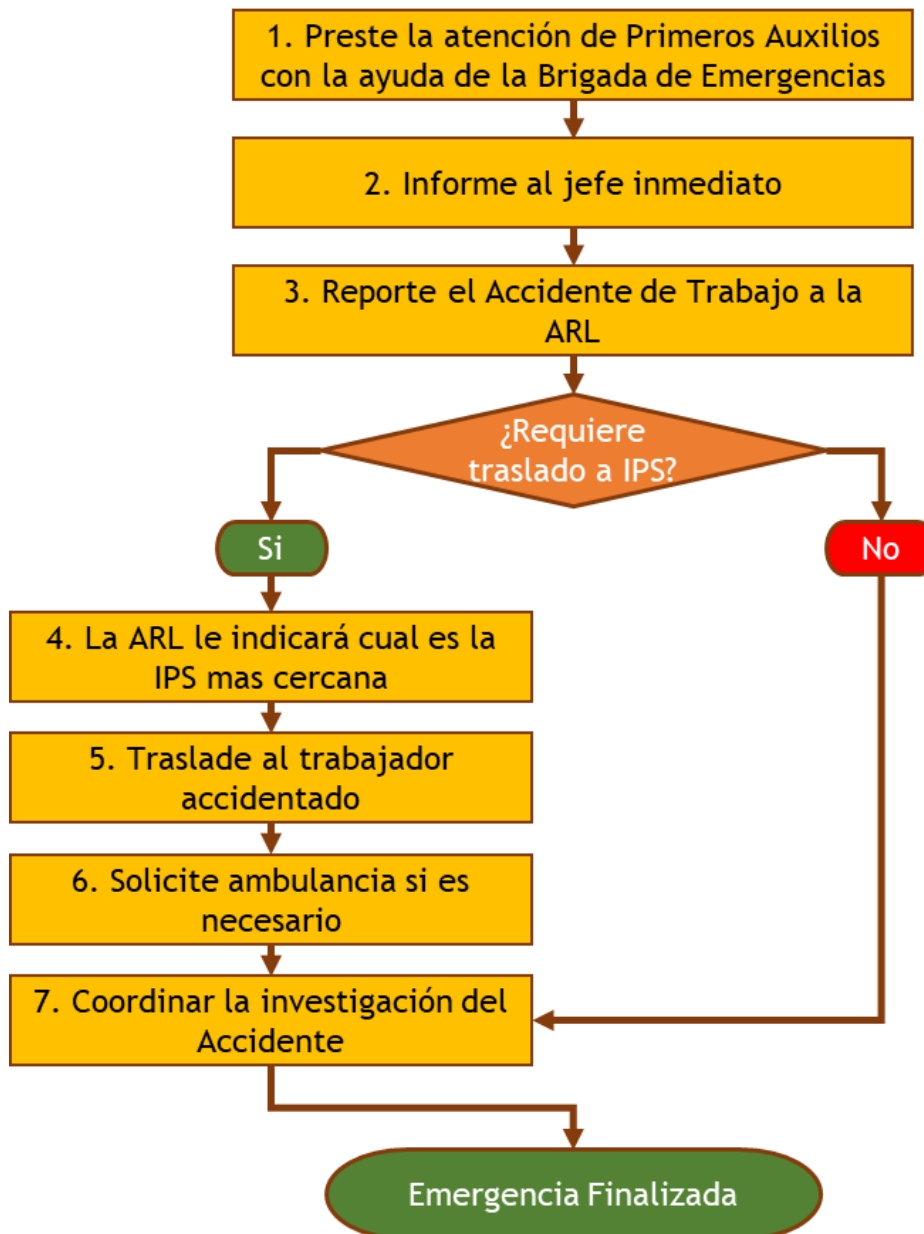 1. Preste la atención de Primeros Auxilios
con la ayuda de la Brigada de Emergencias
2. Informe al jefe inmediato
3. Reporte el Accidente de Trabajo a la
ARL
¿Requiere
traslado a IPS?
Si
No
4. La ARL le indicará cual es la
IPS mas cercana
5. Traslade al trabajador
accidentado
6. Solicite ambulancia si es
necesario
7. Coordinar la investigación del
Accidente
Emergencia Finalizada